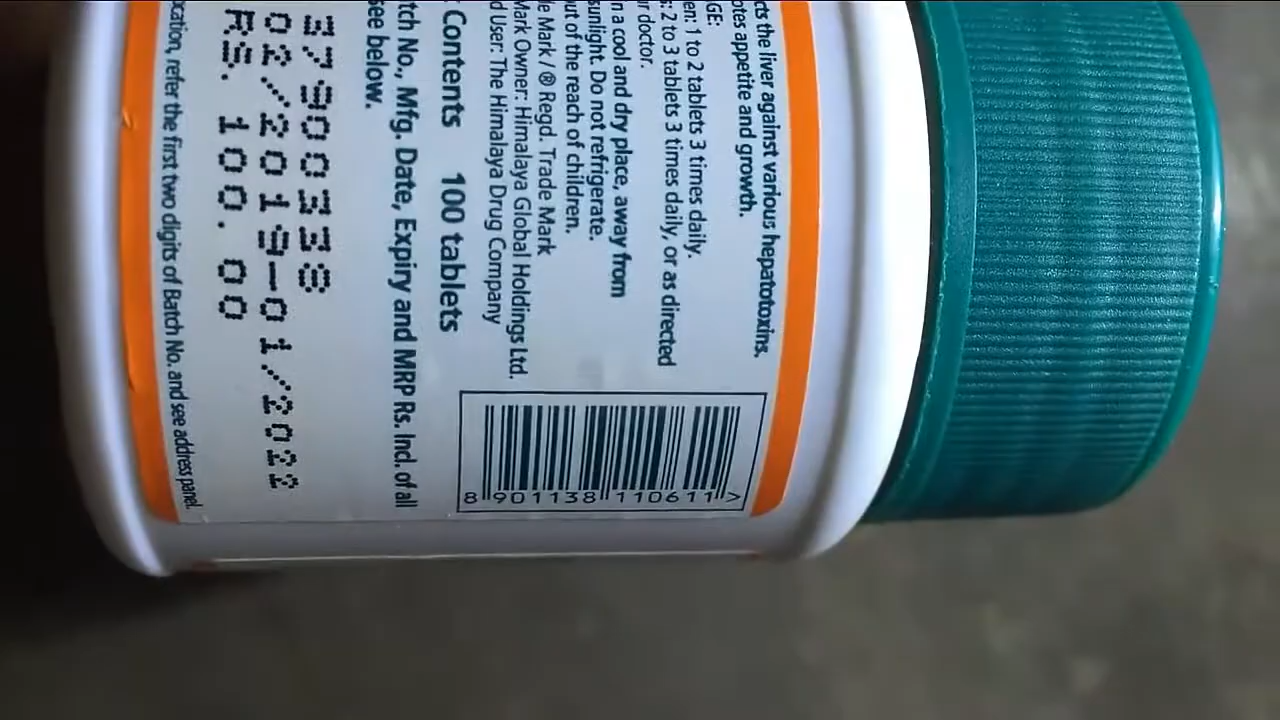 cts the liver against various hepatotoxins.
otes appetite and growth.
GE:
en: 1 to 2 tablets 3 times daily.
s: 2 to 3 tablets 3 times daily, or as directed
r doctor.
n a cool and dry place, away from
sunlight. Do not refrigerate.
ut of the reach of children.
le Mark / ® Regd. Trade Mark
Mark Owner: Himalaya Global Holdings Ltd.
d User: The Himalaya Drug Company
Contents 100 tablets
tch No., Mfg. Date, Expiry and MRP Rs. Incl. of all
see below.
37900338
02/2019-01/2022
RS. 100.00
ocation, refer the first two digits of Batch No. and see address panel.
8 901138 110611 >